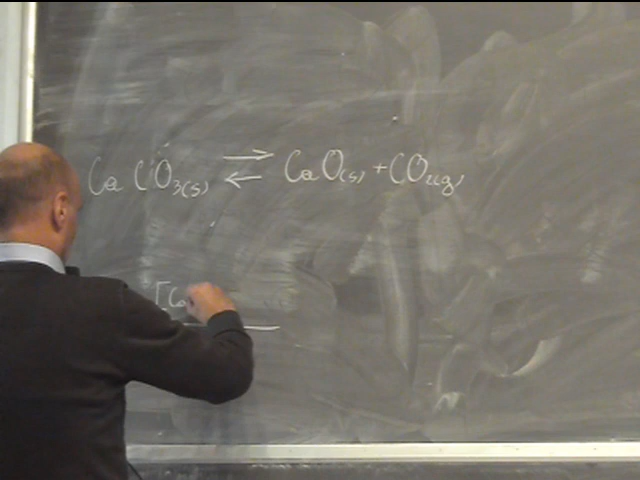 CaCO₃(s) ⇌ CaO(s) + CO₂(g)
[Ca